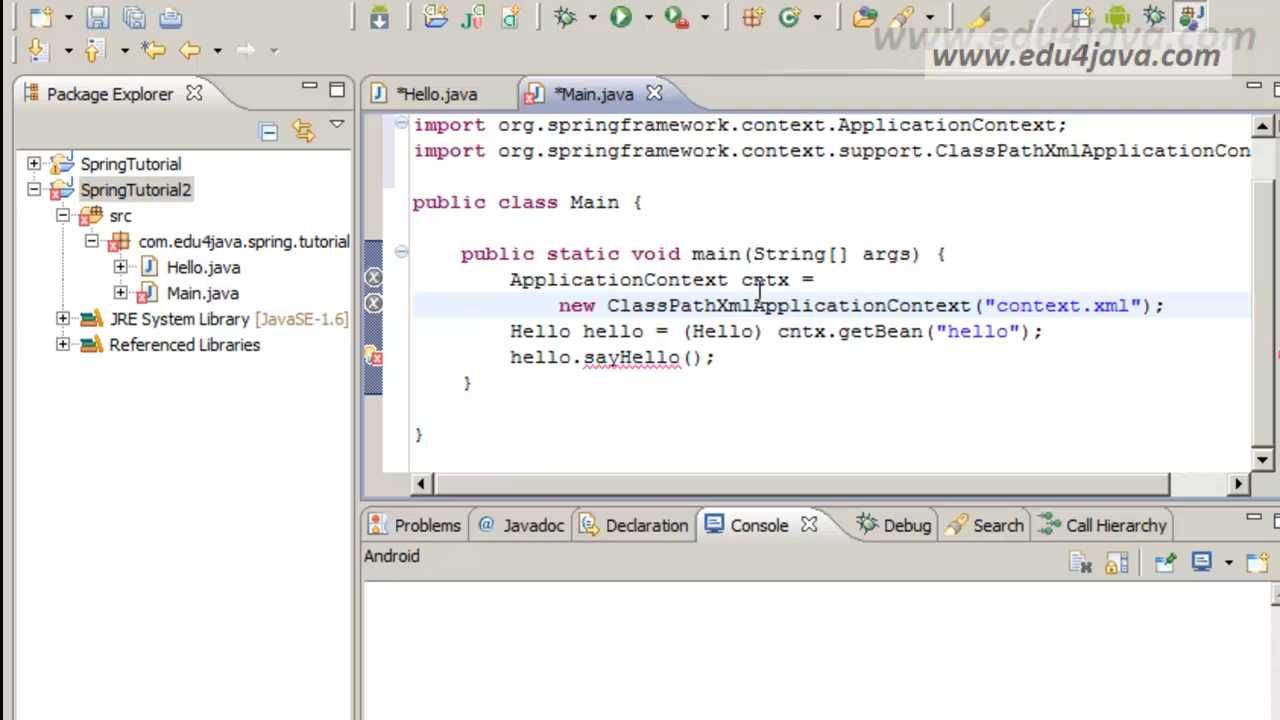 www.edu4java.com
www.edu4java.com
Package Explorer
SpringTutorial
SpringTutorial2
src
com.edu4java.spring.tutorial
Hello.java
Main.java
JRE System Library [JavaSE-1.6]
Referenced Libraries
*Hello.java
*Main.java
import org.springframework.context.ApplicationContext;
import org.springframework.context.support.ClassPathXmlApplicationCon
public class Main {
public static void main(String[] args) {
ApplicationContext cntx =
new ClassPathXmlApplicationContext("context.xml");
Hello hello = (Hello) cntx.getBean("hello");
hello.sayHello();
}
}
Problems
@ Javadoc
Declaration
Console
Debug
Search
Call Hierarchy
Android